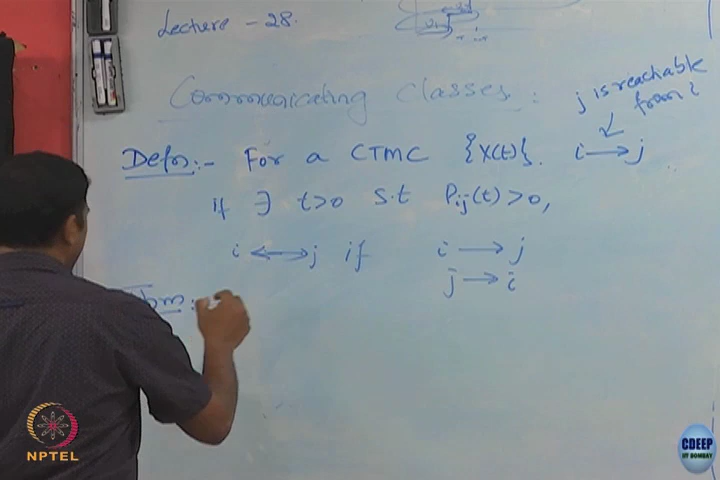 Lecture - 28.
Communicating Classes :
j is reachable
from i
Defn:- For a CTMC {X(t)}. i → j
if ∃ t>0 s.t Pij(t) > 0,
i ↔ j if i → j
j → i
Thm:
NPTEL
CDEEP
IIT BOMBAY